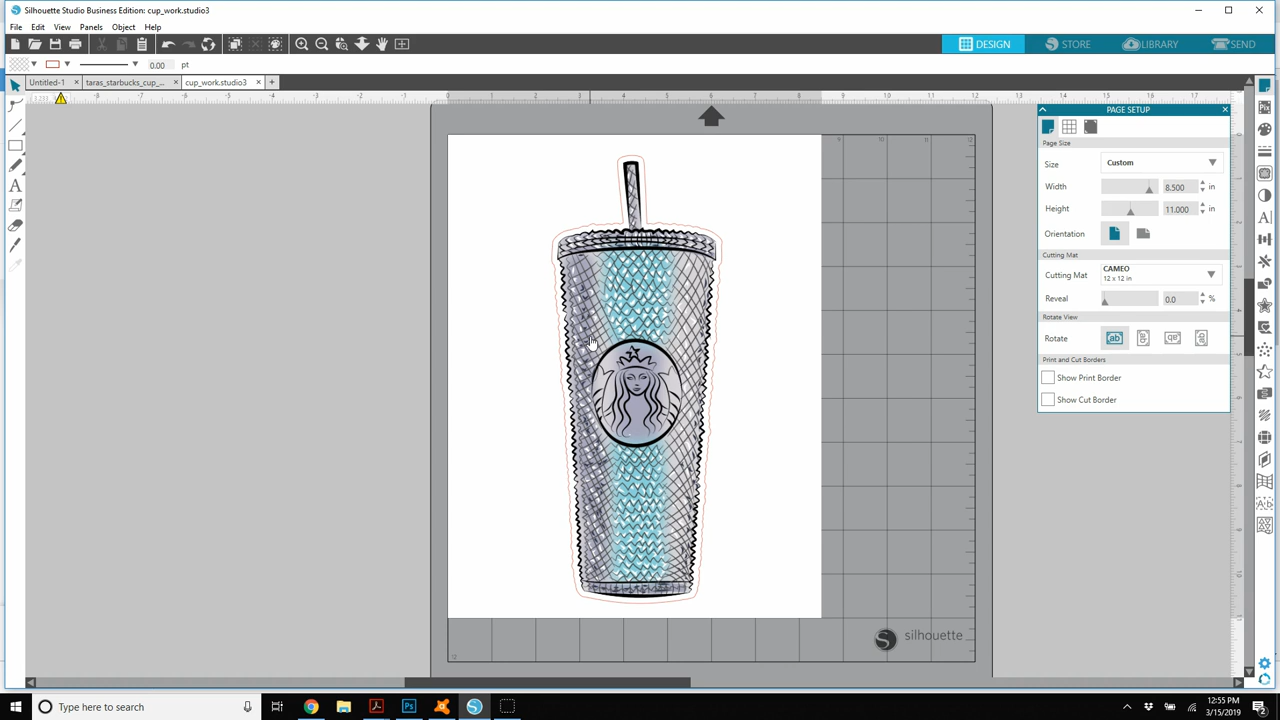 Silhouette Studio Business Edition: cup_work.studio3
File Edit View Panels Object Help
DESIGN STORE LIBRARY SEND
0.00 pt
Untitled-1 taras_starbucks_cup_... cup_work.studio3
PAGE SETUP
Page Size
Size Custom
Width 8.500 in
Height 11.000 in
Orientation
Cutting Mat
Cutting Mat CAMEO
12 x 12 in
Reveal 0.0 %
Rotate View
Rotate
Print and Cut Borders
Show Print Border
Show Cut Border
silhouette
Type here to search
12:55 PM
3/15/2019